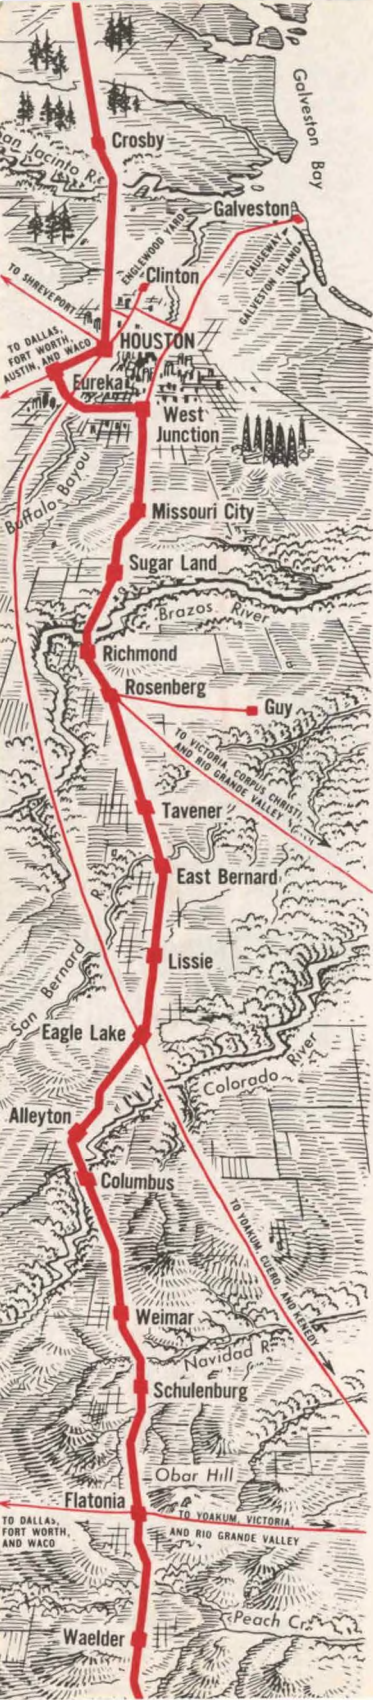 Galveston Bay
Crosby
San Jacinto R.
Galveston
ENGLEWOOD YARD
CAUSEWAY
GALVESTON ISLAND
Clinton
TO SHREVEPORT
HOUSTON
TO DALLAS,
FORT WORTH,
AUSTIN, AND WACO
Eureka
West
Junction
Buffalo Bayou
Missouri City
Sugar Land
Brazos River
Richmond
Rosenberg
Guy
TO VICTORIA, CORPUS CHRISTI,
AND RIO GRANDE VALLEY
Tavener
East Bernard
San Bernard R.
Lissie
Eagle Lake
Colorado River
Alleyton
Columbus
TO YOAKUM, CUERO, AND KENEDY
Weimar
Navidad R.
Schulenburg
Obar Hill
Flatonia
TO DALLAS,
FORT WORTH,
AND WACO
TO YOAKUM, VICTORIA,
AND RIO GRANDE VALLEY
Peach Cr.
Waelder